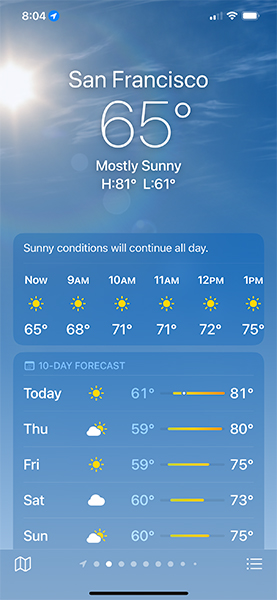 8:04
San Francisco
65°
Mostly Sunny
H:81° L:61°
Sunny conditions will continue all day.
Now 9AM 10AM 11AM 12PM 1PM
65° 68° 71° 71° 72° 75°
10-DAY FORECAST
Today 61° 81°
Thu 59° 80°
Fri 59° 75°
Sat 60° 73°
Sun 60° 75°